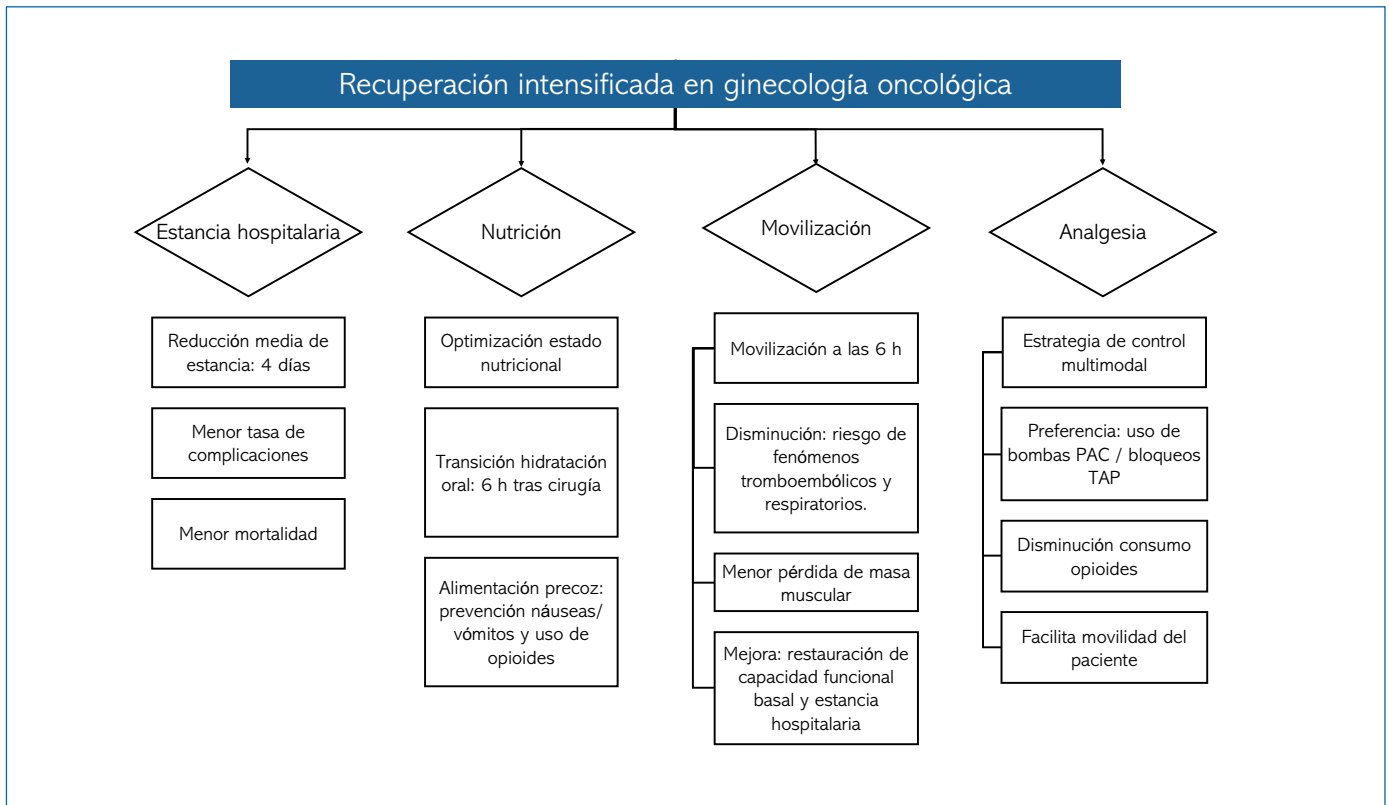 Recuperación intensificada en ginecología oncológica
Estancia hospitalaria
Nutrición
Movilización
Analgesia
Reducción media de
estancia: 4 días
Menor tasa de
complicaciones
Menor mortalidad
Optimización estado
nutricional
Transición hidratación
oral: 6 h tras cirugía
Alimentación precoz:
prevención náuseas/
vómitos y uso de
opioides
Movilización a las 6 h
Disminución: riesgo de
fenómenos
tromboembólicos y
respiratorios.
Menor pérdida de masa
muscular
Mejora: restauración de
capacidad funcional
basal y estancia
hospitalaria
Estrategia de control
multimodal
Preferencia: uso de
bombas PAC / bloqueos
TAP
Disminución consumo
opioides
Facilita movilidad del
paciente